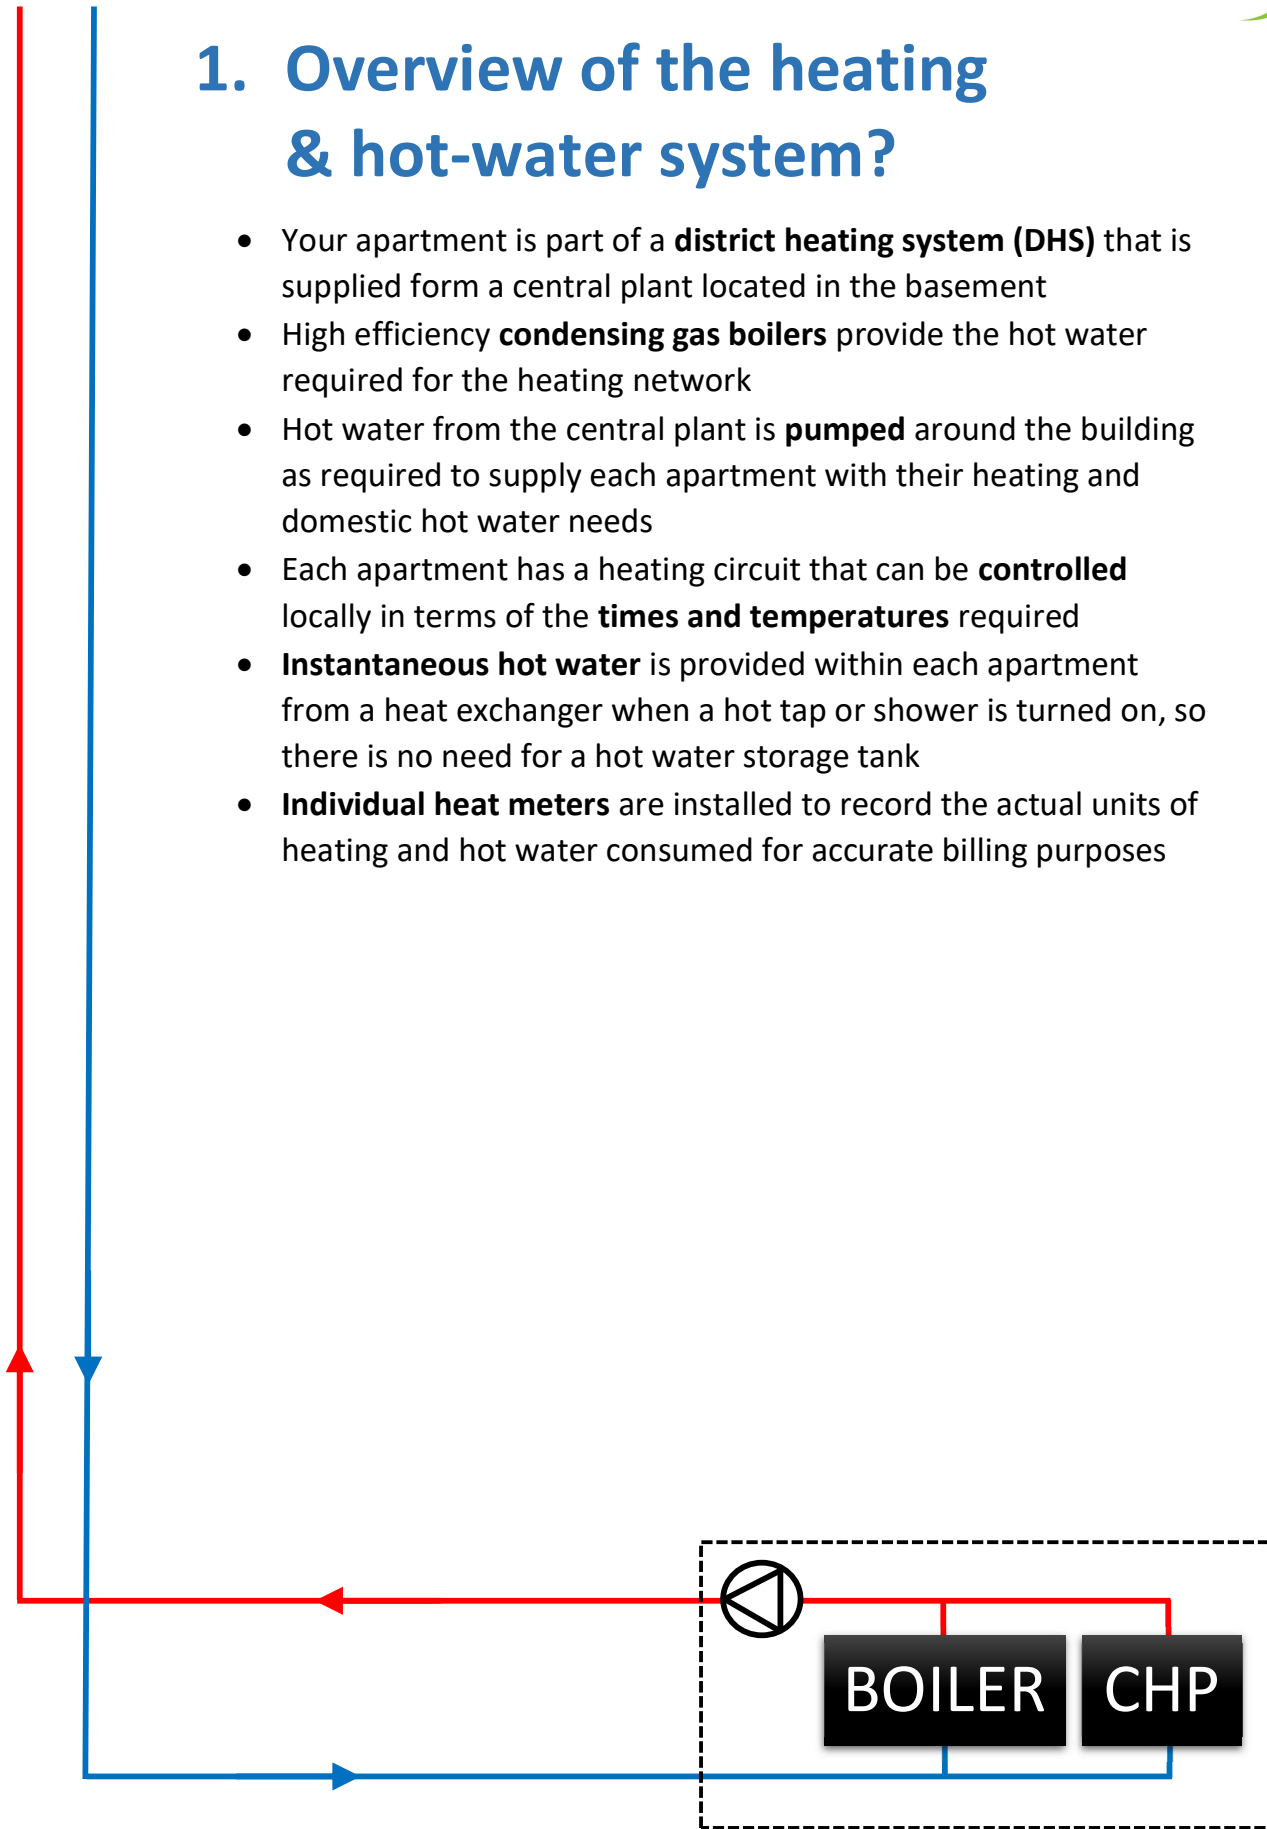 1. Overview of the heating
& hot-water system?
• Your apartment is part of a district heating system (DHS) that is
supplied form a central plant located in the basement
• High efficiency condensing gas boilers provide the hot water
required for the heating network
• Hot water from the central plant is pumped around the building
as required to supply each apartment with their heating and
domestic hot water needs
• Each apartment has a heating circuit that can be controlled
locally in terms of the times and temperatures required
• Instantaneous hot water is provided within each apartment
from a heat exchanger when a hot tap or shower is turned on, so
there is no need for a hot water storage tank
• Individual heat meters are installed to record the actual units of
heating and hot water consumed for accurate billing purposes
BOILER CHP